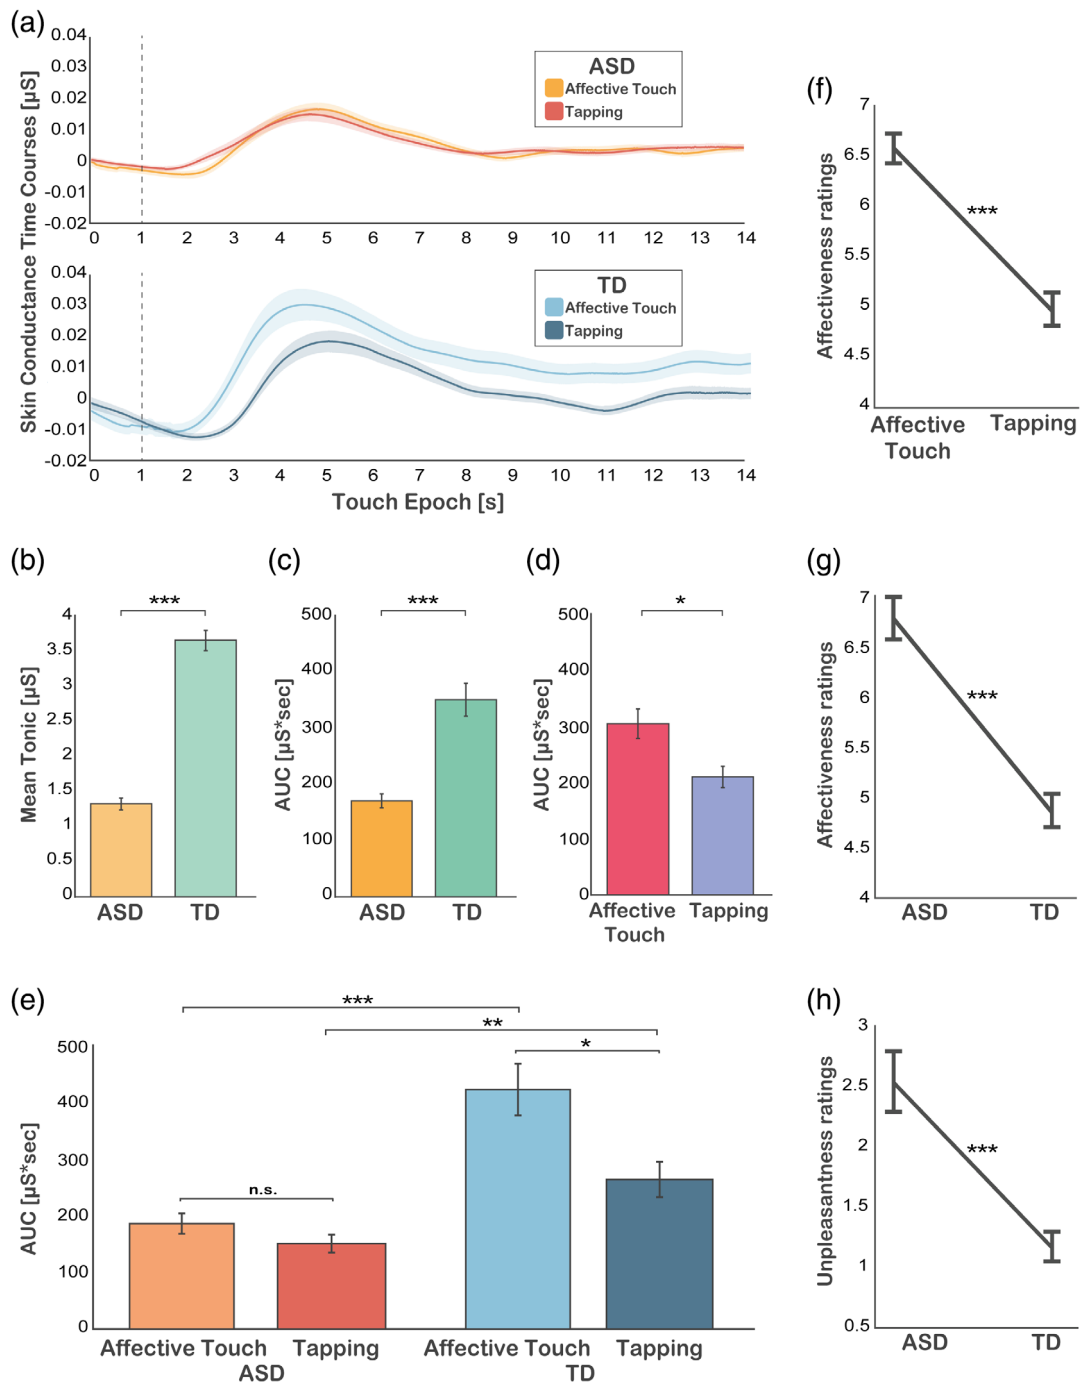 (a)
Skin Conductance Time Courses [µS]
0.04
0.03
0.02
0.01
0
-0.01
-0.02
0 1 2 3 4 5 6 7 8 9 10 11 12 13 14
ASD
Affective Touch
Tapping
0.04
0.03
0.02
0.01
0
-0.01
-0.02
0 1 2 3 4 5 6 7 8 9 10 11 12 13 14
TD
Affective Touch
Tapping
Touch Epoch [s]
(f)
Affectiveness ratings
7
6.5
6
5.5
5
4.5
4
***
Affective
Touch
Tapping
(b)
Mean Tonic [µS]
4
3.5
3
2.5
2
1.5
1
0.5
0
***
ASD TD
(c)
AUC [µS*sec]
500
400
300
200
100
0
***
ASD TD
(d)
AUC [µS*sec]
500
400
300
200
100
0
*
Affective
Touch
Tapping
(g)
Affectiveness ratings
7
6.5
6
5.5
5
4.5
4
***
ASD TD
(e)
AUC [µS*sec]
500
400
300
200
100
0
***
**
*
n.s.
Affective Touch Tapping Affective Touch Tapping
ASD TD
(h)
Unpleasantness ratings
3
2.5
2
1.5
1
0.5
***
ASD TD